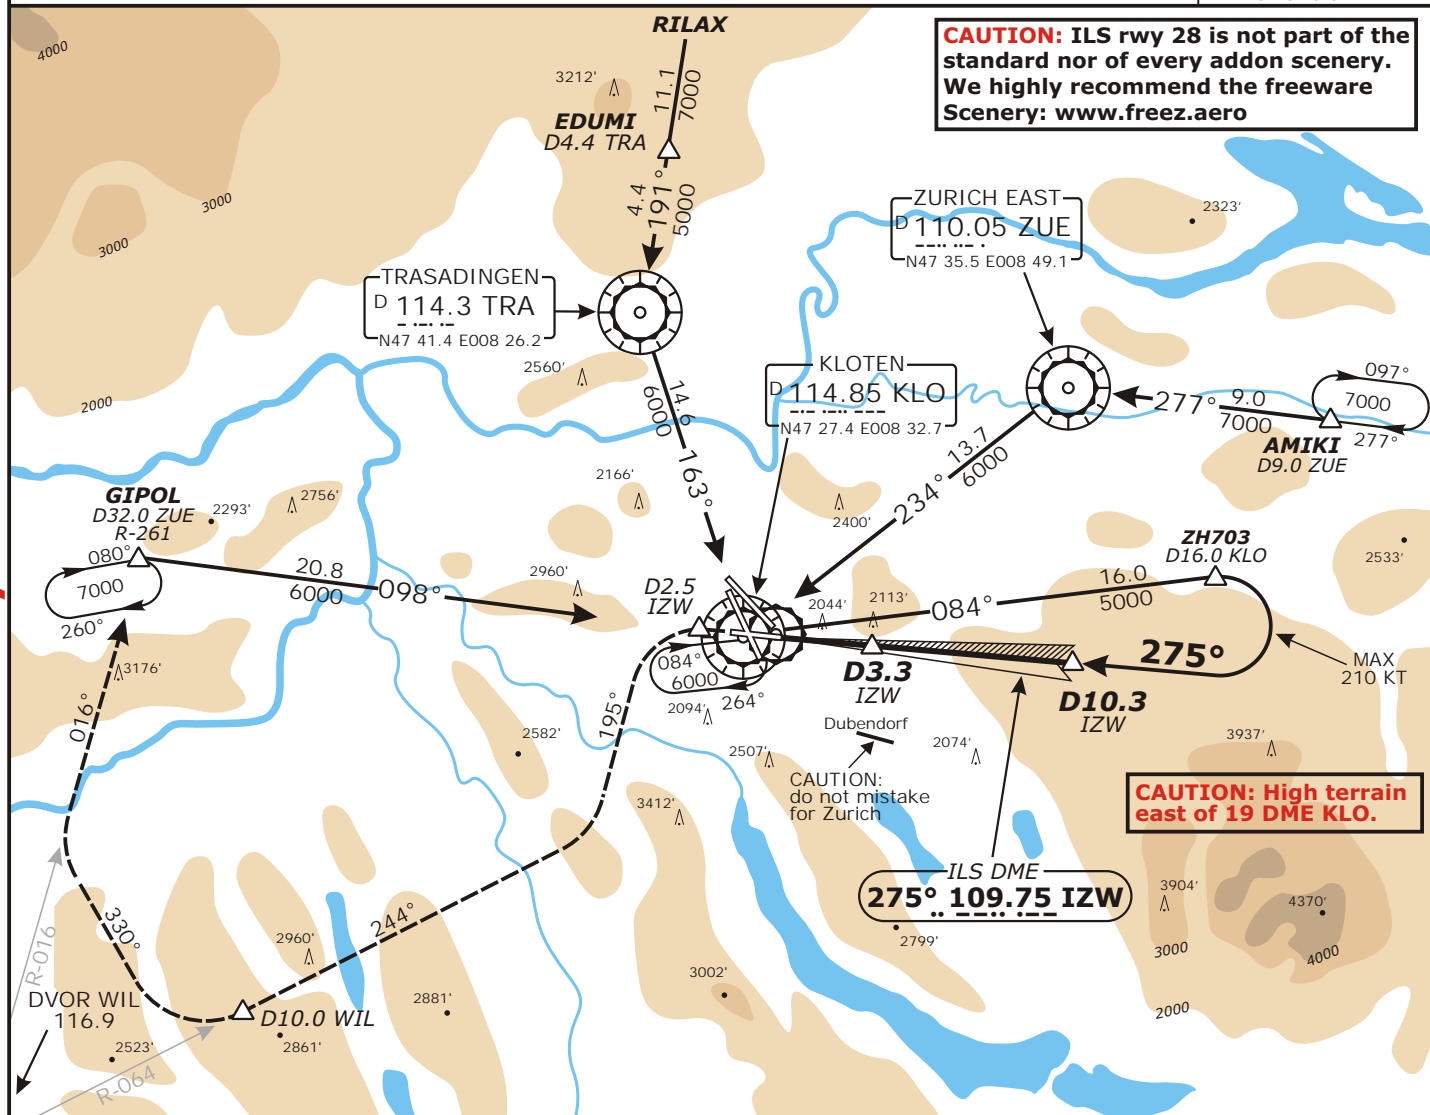 RILAX
CAUTION: ILS rwy 28 is not part of the
standard nor of every addon scenery.
We highly recommend the freeware
Scenery: www.freez.aero
4000
3212'
11.1
7000
EDUMI
D4.4 TRA
4.4
191°
5000
3000
3000
ZURICH EAST
D 110.05 ZUE
N47 35.5 E008 49.1
2323'
TRASADINGEN
D 114.3 TRA
N47 41.4 E008 26.2
2560'
KLOTEN
D 114.85 KLO
N47 27.4 E008 32.7
14.6
6000
163°
2000
097°
7000
277°
277°
9.0
7000
AMIKI
D9.0 ZUE
13.7
6000
234°
GIPOL
D32.0 ZUE
R-261
2293'
2756'
2166'
2400'
ZH703
D16.0 KLO
2533'
080°
7000
260°
20.8
6000
098°
2960'
D2.5
IZW
2044'
2113'
084°
16.0
5000
275°
MAX
210 KT
3176'
016°
084°
6000
264°
D3.3
IZW
D10.3
IZW
2094'
195°
Dubendorf
2582'
2507'
2074'
3937'
CAUTION:
do not mistake
for Zurich
CAUTION: High terrain
east of 19 DME KLO.
3412'
ILS DME
275° 109.75 IZW
3904'
4370'
244°
330°
R-016
2960'
2799'
3000
4000
3002'
DVOR WIL
116.9
2881'
D10.0 WIL
2000
2523'
2861'
R-064